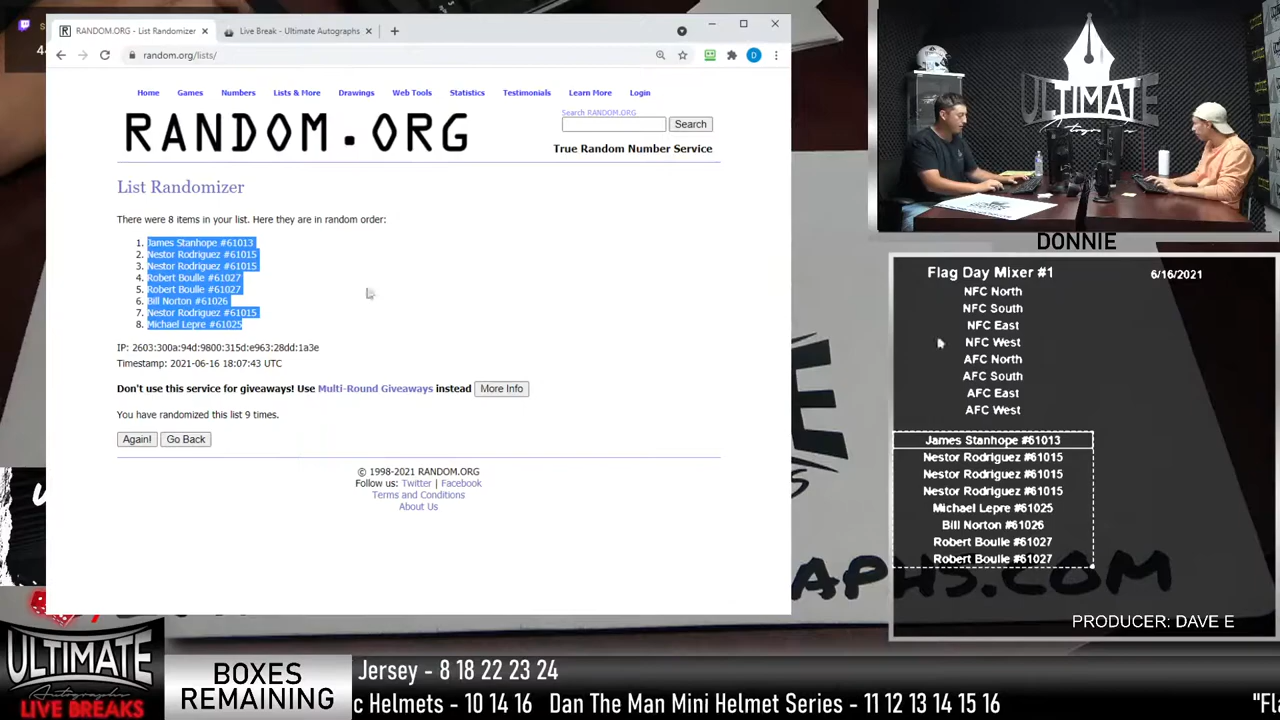 RANDOM.ORG - List Randomizer
Live Break - Ultimate Autographs
random.org/lists/
D
Home Games Numbers Lists & More Drawings Web Tools Statistics Testimonials Learn More Login
Search RANDOM.ORG
RANDOM.ORG
Search
True Random Number Service
List Randomizer
There were 8 items in your list. Here they are in random order:
1. James Stanhope #61013
2. Nestor Rodriguez #61015
3. Nestor Rodriguez #61015
4. Robert Boulle #61027
5. Robert Boulle #61027
6. Bill Norton #61026
7. Nestor Rodriguez #61015
8. Michael Lepre #61025
IP: 2603:300a:94d:9800:315d:e963:28dd:1a3e
Timestamp: 2021-06-16 18:07:43 UTC
Don't use this service for giveaways! Use Multi-Round Giveaways instead More Info
You have randomized this list 9 times.
Again! Go Back
© 1998-2021 RANDOM.ORG
Follow us: Twitter | Facebook
Terms and Conditions
About Us
TIMATE
DONNIE
Flag Day Mixer #1 6/16/2021
NFC North
NFC South
NFC East
NFC West
AFC North
AFC South
AFC East
AFC West
James Stanhope #61013
Nestor Rodriguez #61015
Nestor Rodriguez #61015
Nestor Rodriguez #61015
Michael Lepre #61025
Bill Norton #61026
Robert Boulle #61027
Robert Boulle #61027
APHS.COM
PRODUCER: DAVE E
ULTIMATE
Autographs
LIVE BREAKS
BOXES
REMAINING
Jersey - 8 18 22 23 24
c Helmets - 10 14 16 Dan The Man Mini Helmet Series - 11 12 13 14 15 16 "Fl